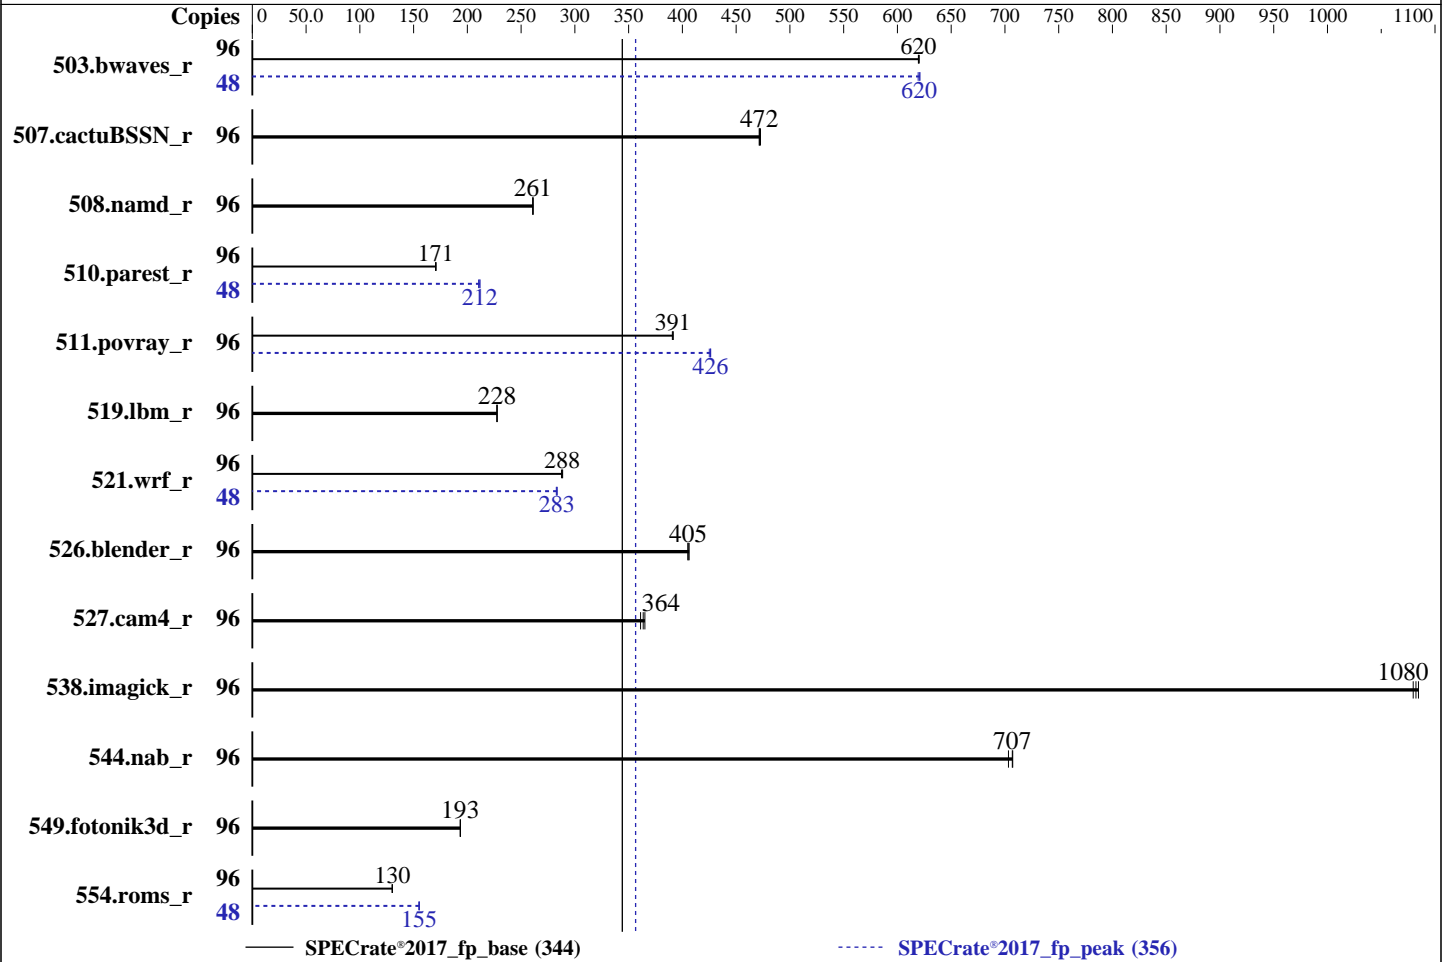 Copies 0 50.0 100 150 200 250 300 350 400 450 500 550 600 650 700 750 800 850 900 950 1000 1100
503.bwaves_r 96 620
48 620
507.cactuBSSN_r 96 472
508.namd_r 96 261
510.parest_r 96 171
48 212
511.povray_r 96 391
426
519.lbm_r 96 228
521.wrf_r 96 288
48 283
526.blender_r 96 405
527.cam4_r 96 364
538.imagick_r 96 1080
544.nab_r 96 707
549.fotonik3d_r 96 193
554.roms_r 96 130
48 155
SPECrate®2017_fp_base (344) SPECrate®2017_fp_peak (356)